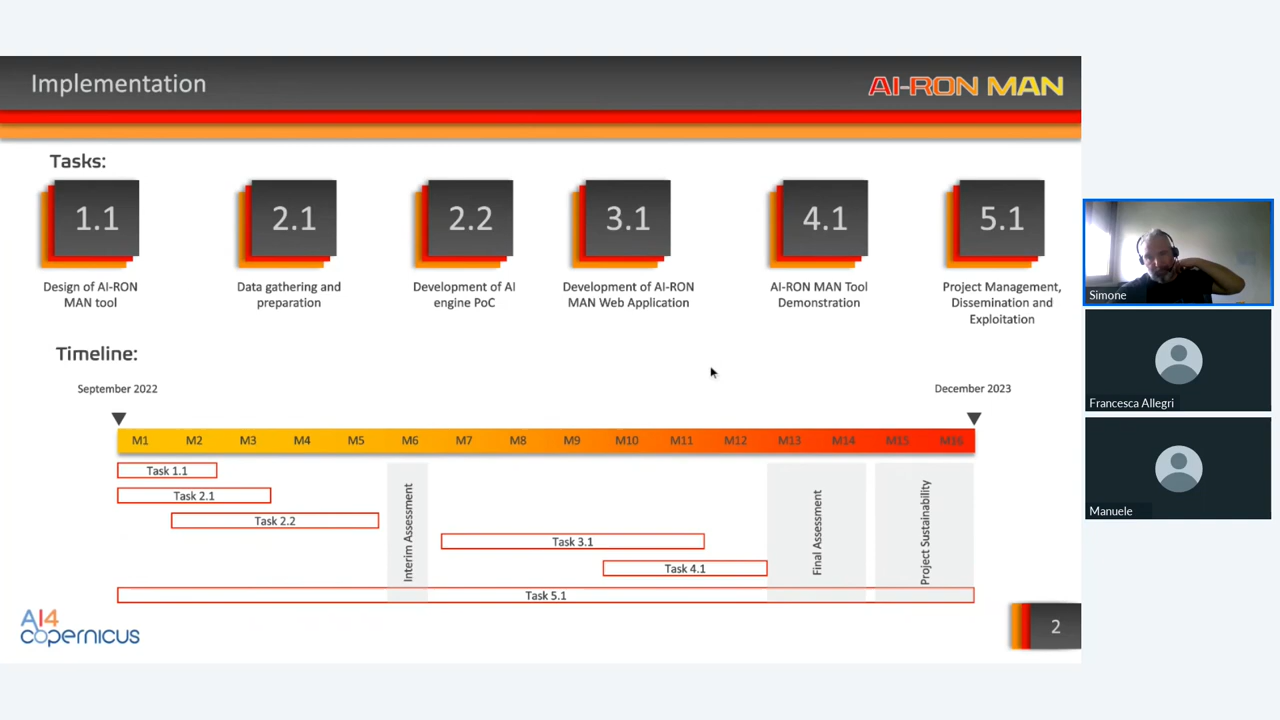 Implementation
AI-RON MAN
Tasks:
1.1
2.1
2.2
3.1
4.1
5.1
Design of AI-RON
MAN tool
Data gathering and
preparation
Development of AI
engine PoC
Development of AI-RON
MAN Web Application
AI-RON MAN Tool
Demonstration
Project Management,
Dissemination and
Exploitation
Timeline:
September 2022
December 2023
M1 M2 M3 M4 M5 M6 M7 M8 M9 M10 M11 M12 M13 M14 M15 M16
Task 1.1
Task 2.1
Task 2.2
Interim Assessment
Task 3.1
Task 4.1
Final Assessment
Project Sustainability
Task 5.1
AI4
copernicus
2
Simone
Francesca Allegri
Manuele